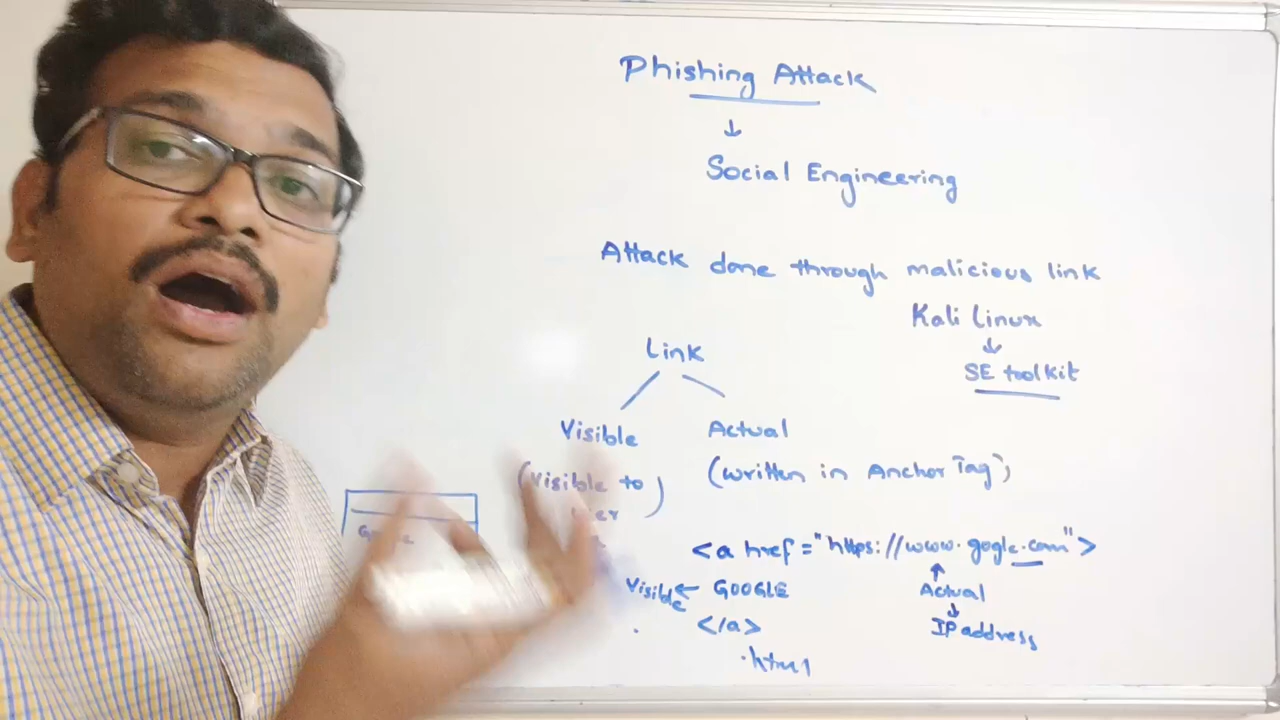 Phishing Attack
↓
Social Engineering
Attack done through malicious link
Kali Linux
↓
SE toolkit
Link
Visible Actual
(visible to (written in Anchor Tag)
<a href="https://www.gogle.com">
Visible ← GOOGLE
↑
Actual
</a>
↓
IP address
.html